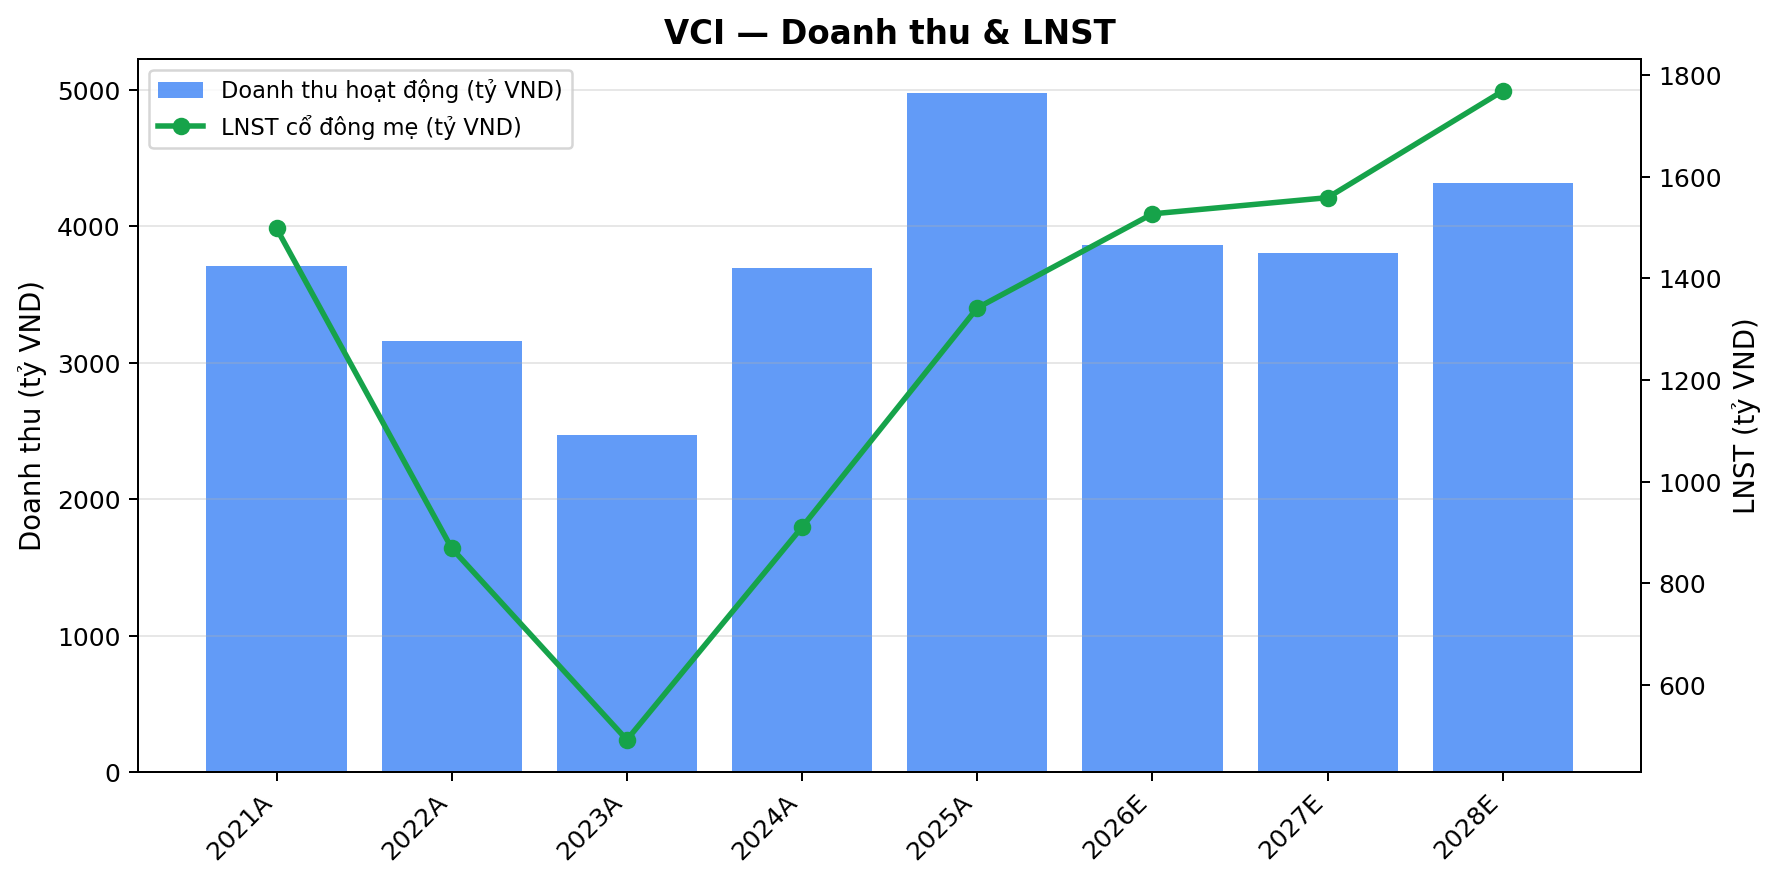 VCI — Doanh thu & LNST
Doanh thu hoạt động (tỷ VND)
LNST cổ đông mẹ (tỷ VND)
Doanh thu (tỷ VND)
5000
4000
3000
2000
1000
0
1800
1600
1400
1200
1000
800
600
LNST (tỷ VND)
2021A
2022A
2023A
2024A
2025A
2026E
2027E
2028E